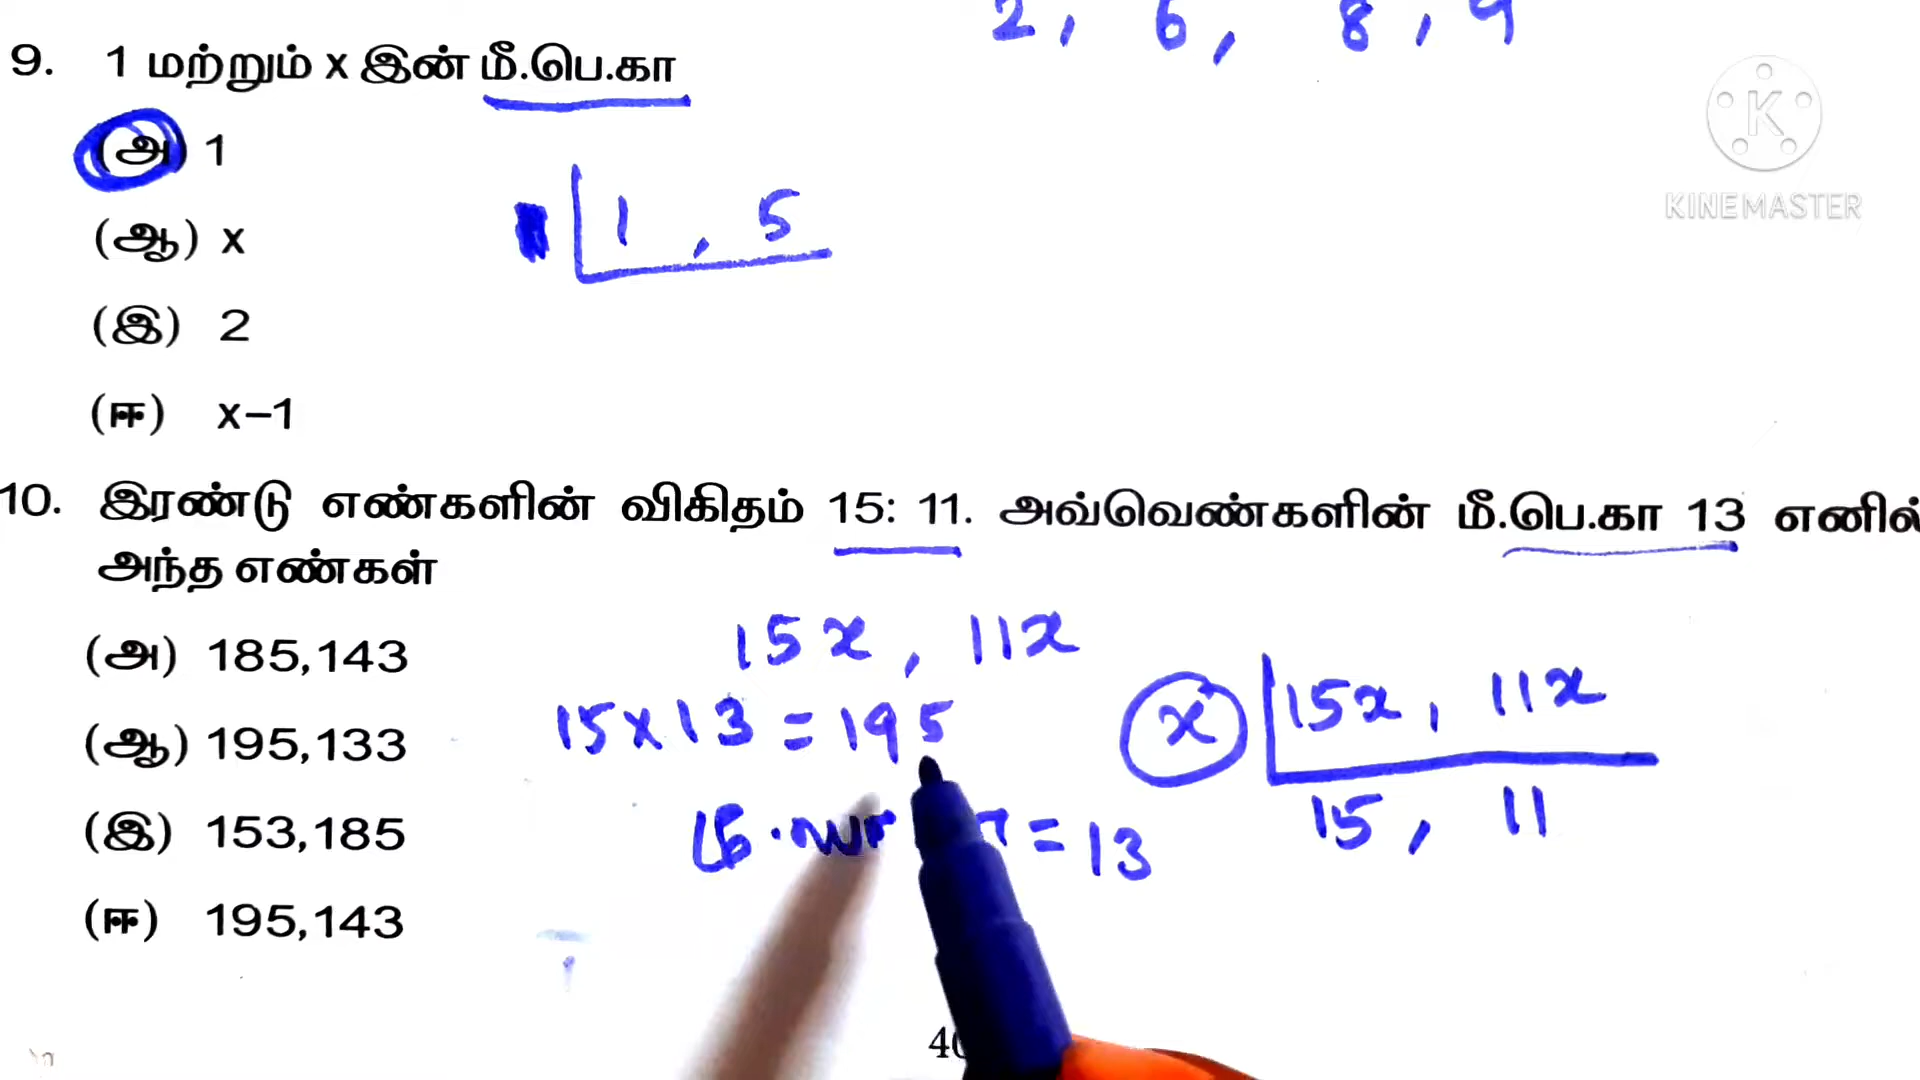 2, 6, 8, 9
9. 1 மற்றும் x இன் மீ.பெ.கா
K
(அ) 1
KINEMASTER
1, 5
(ஆ) x
(இ) 2
(ஈ) x–1
10. இரண்டு எண்களின் விகிதம் 15: 11. அவ்வெண்களின் மீ.பெ.கா 13 எனில்
அந்த எண்கள்
15x, 11x
(அ) 185,143
x 15x, 11x
15x13 = 195
(ஆ) 195,133
15, 11
(இ) 153,185
= 13
(ஈ) 195,143